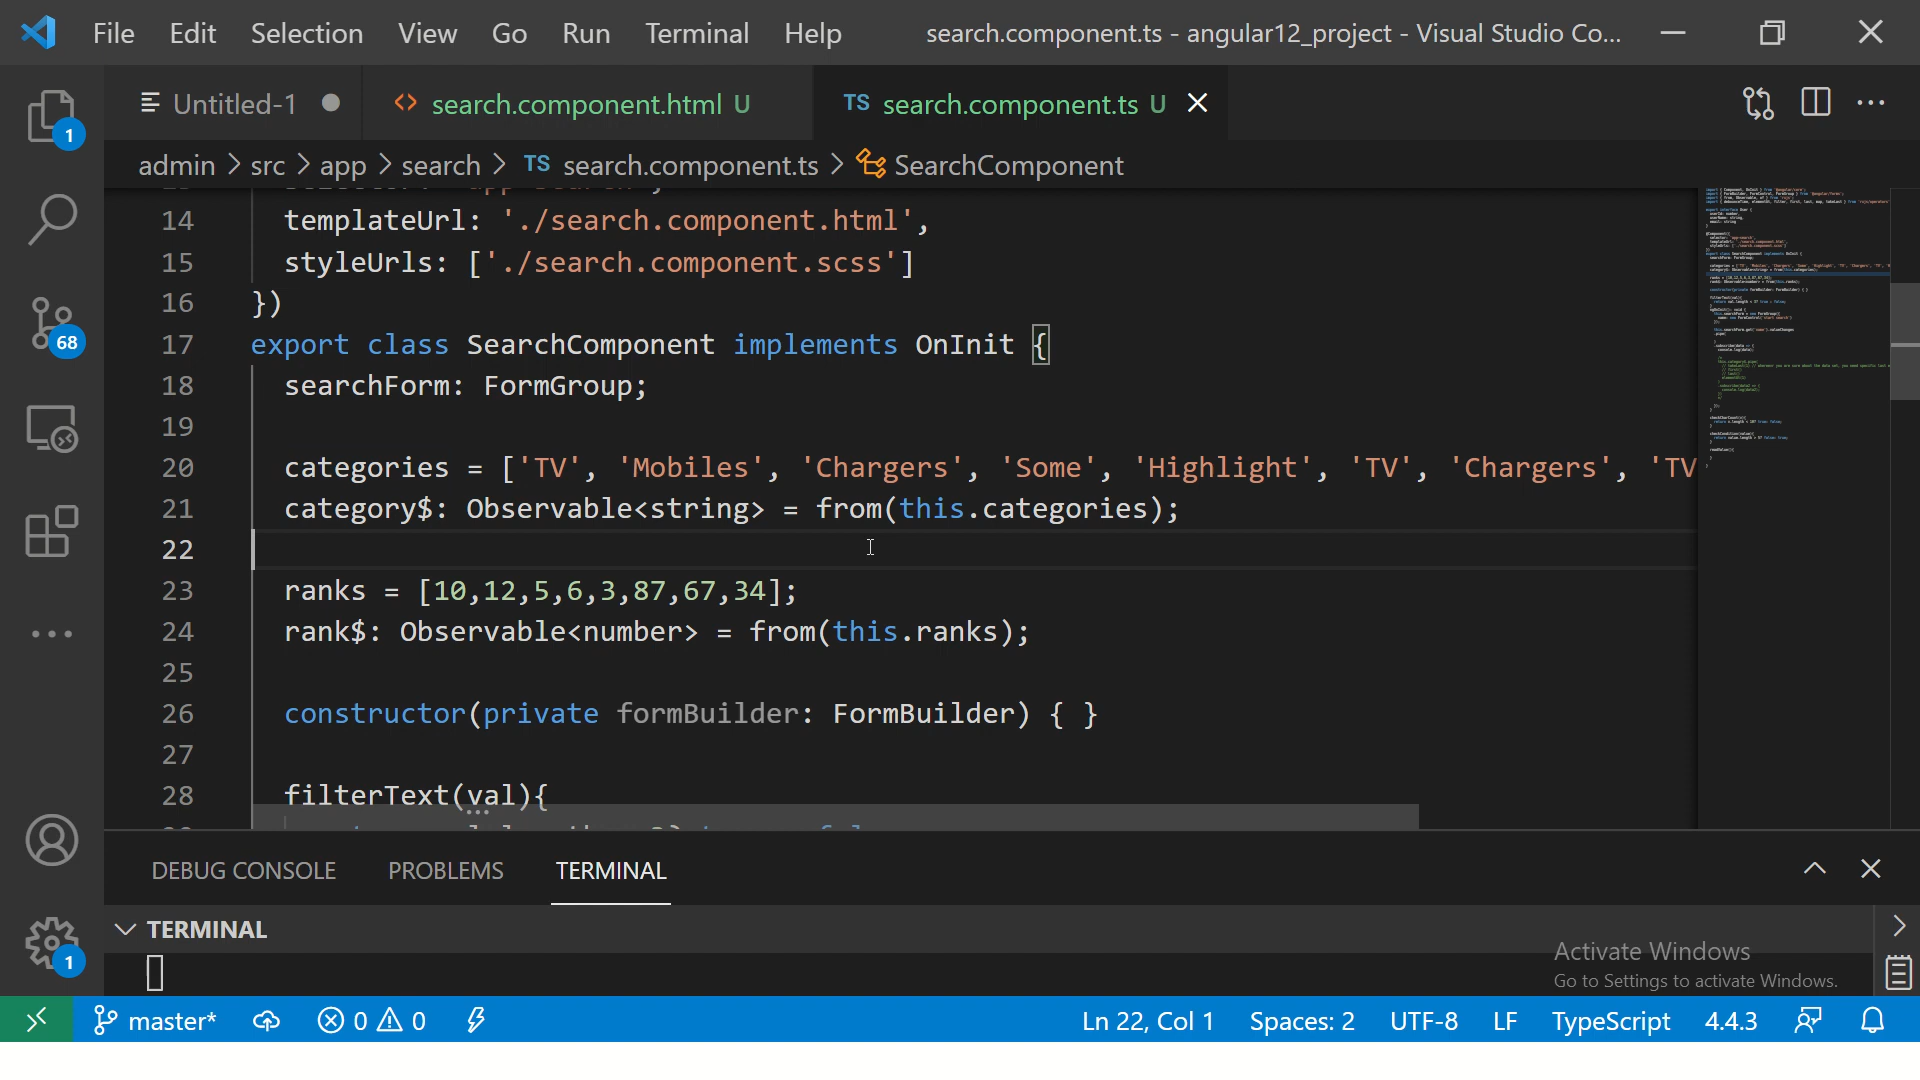 File Edit Selection View Go Run Terminal Help search.component.ts - angular12_project - Visual Studio Co...
Untitled-1 search.component.html U TS search.component.ts U
admin > src > app > search > TS search.component.ts > SearchComponent
14 templateUrl: './search.component.html',
15 styleUrls: ['./search.component.scss']
16 })
17 export class SearchComponent implements OnInit {
18 searchForm: FormGroup;
19
20 categories = ['TV', 'Mobiles', 'Chargers', 'Some', 'Highlight', 'TV', 'Chargers', 'TV
21 category$: Observable<string> = from(this.categories);
22
23 ranks = [10,12,5,6,3,87,67,34];
24 rank$: Observable<number> = from(this.ranks);
25
26 constructor(private formBuilder: FormBuilder) { }
27
28 filterText(val){
1
68
1
DEBUG CONSOLE PROBLEMS TERMINAL
TERMINAL
Activate Windows
Go to Settings to activate Windows.
master* 0 0 Ln 22, Col 1 Spaces: 2 UTF-8 LF TypeScript 4.4.3